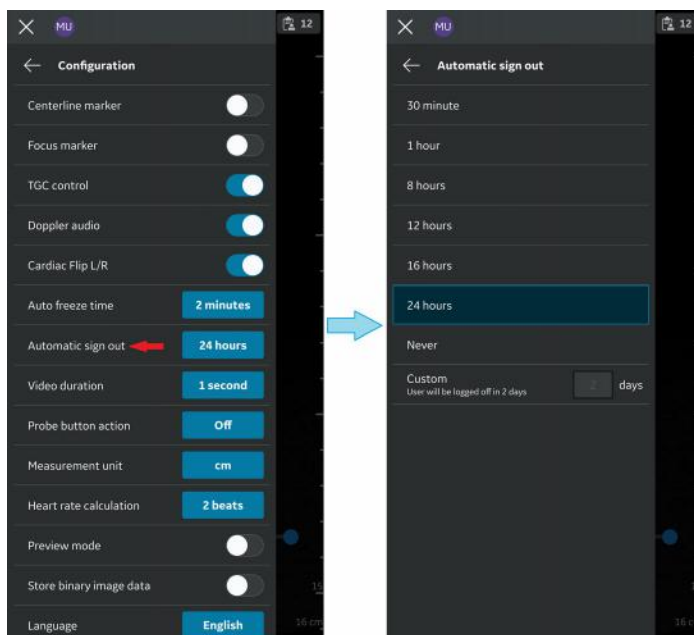 MU
12
Configuration
Centerline marker
Focus marker
TGC control
Doppler audio
Cardiac Flip L/R
Auto freeze time 2 minutes
Automatic sign out 24 hours
Video duration 1 second
Probe button action Off
Measurement unit cm
Heart rate calculation 2 beats
Preview mode
Store binary image data
15
Language English
16 cm
MU
12
Automatic sign out
30 minute
1 hour
8 hours
12 hours
16 hours
24 hours
Never
Custom
User will be logged off in 2 days
2 days